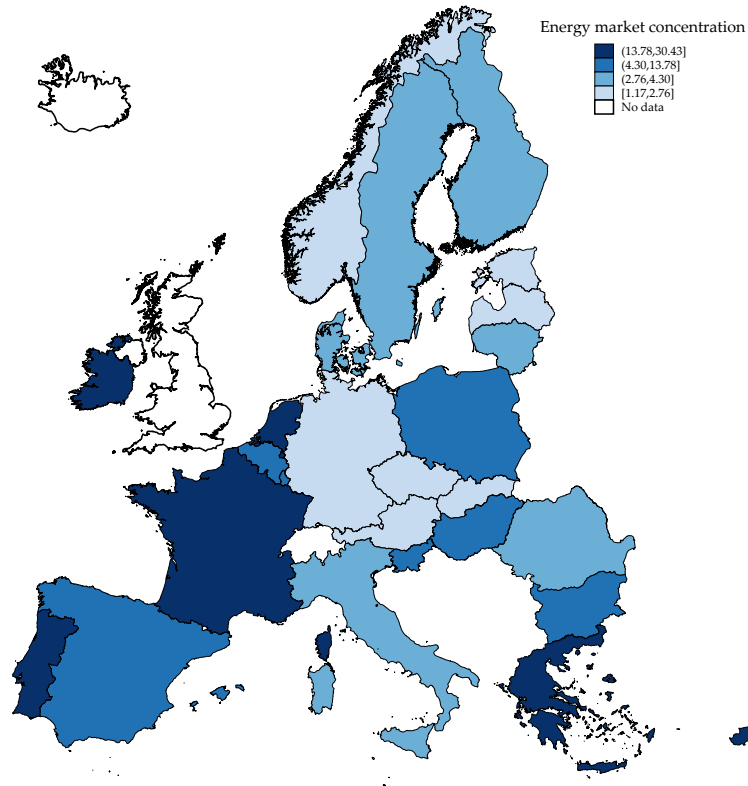 Energy market concentration
(13.78,30.43]
(4.30,13.78]
(2.76,4.30]
[1.17,2.76]
No data